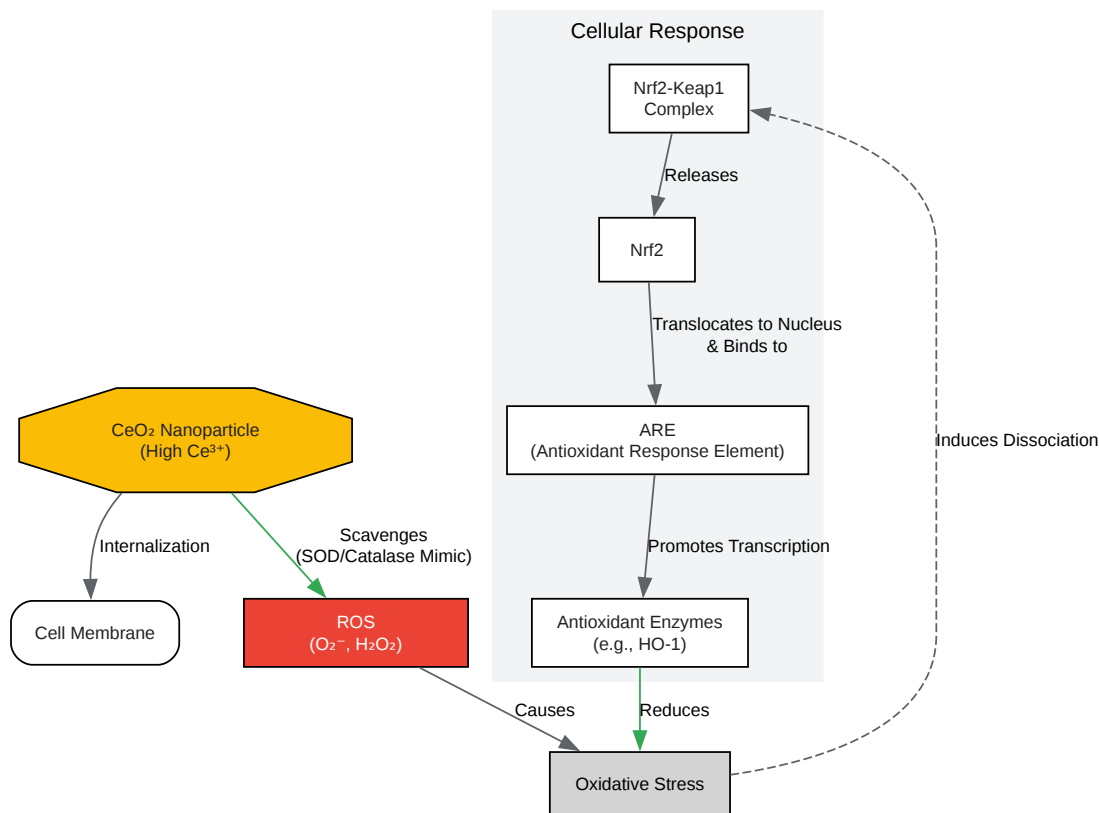 Cellular Response
Nrf2-Keap1
Complex
Releases
Nrf2
Translocates to Nucleus
& Binds to
CeO₂ Nanoparticle
(High Ce³⁺)
ARE
(Antioxidant Response Element)
Induces Dissociation
Internalization
Scavenges
(SOD/Catalase Mimic)
Promotes Transcription
Cell Membrane
ROS
(O₂⁻, H₂O₂)
Antioxidant Enzymes
(e.g., HO-1)
Causes
Reduces
Oxidative Stress